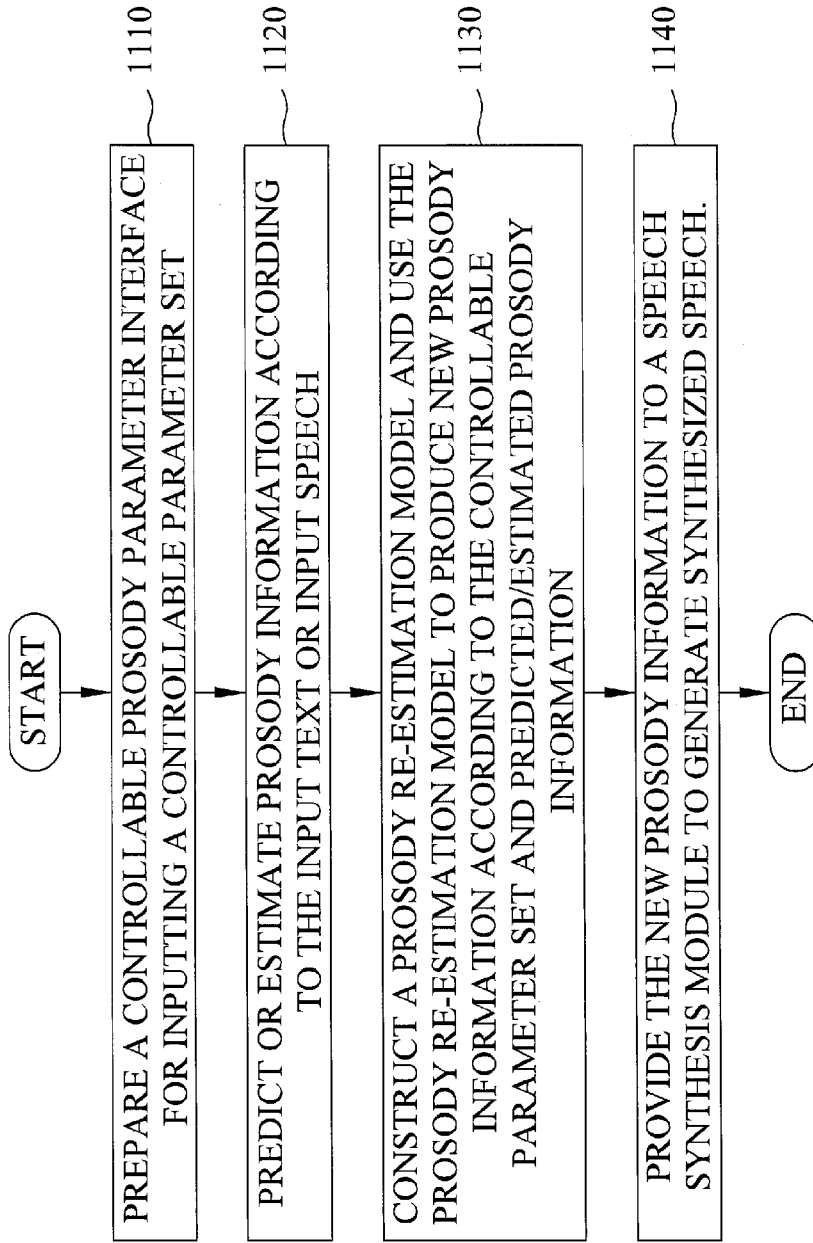 START
PREPARE A CONTROLLABLE PROSODY PARAMETER INTERFACE
FOR INPUTTING A CONTROLLABLE PARAMETER SET
1110
PREDICT OR ESTIMATE PROSODY INFORMATION ACCORDING
TO THE INPUT TEXT OR INPUT SPEECH
1120
CONSTRUCT A PROSODY RE-ESTIMATION MODEL AND USE THE
PROSODY RE-ESTIMATION MODEL TO PRODUCE NEW PROSODY
INFORMATION ACCORDING TO THE CONTROLLABLE
PARAMETER SET AND PREDICTED/ESTIMATED PROSODY
INFORMATION
1130
PROVIDE THE NEW PROSODY INFORMATION TO A SPEECH
SYNTHESIS MODULE TO GENERATE SYNTHESIZED SPEECH.
1140
END